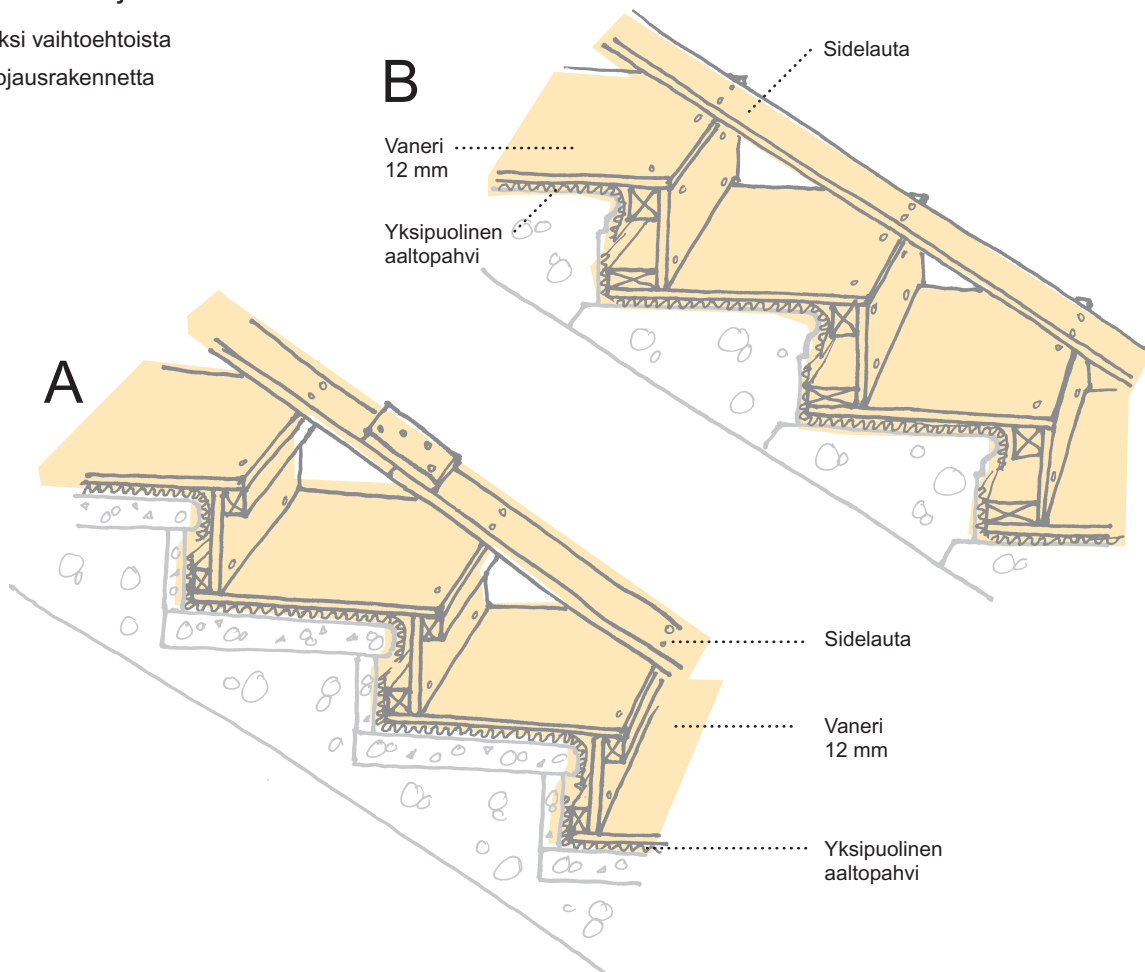 ksi vaihtoehtoista
ojausrakennetta
B
Sidelauta
Vaneri
12 mm
Yksipuolinen
aaltopahvi
A
Sidelauta
Vaneri
12 mm
Yksipuolinen
aaltopahvi